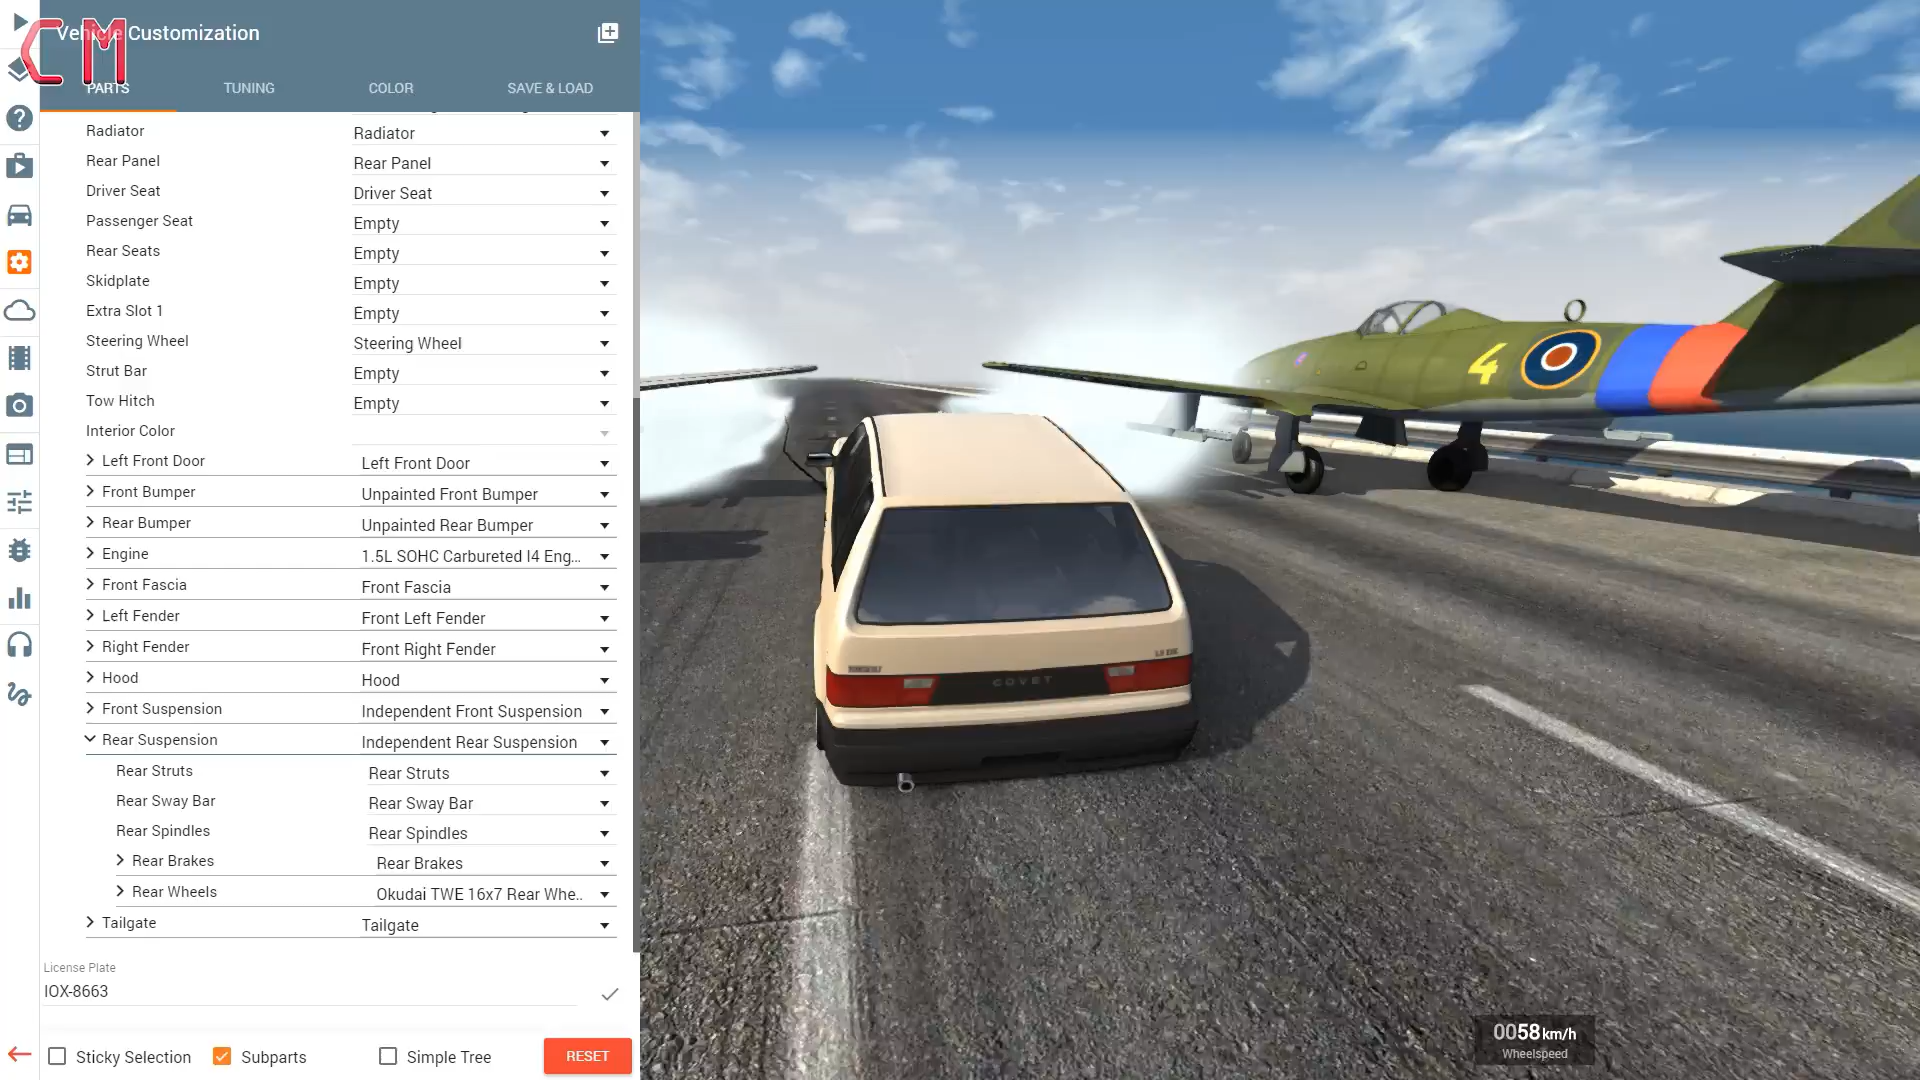 CM
Vehicle Customization
PARTS
TUNING
COLOR
SAVE & LOAD
Radiator Radiator
Rear Panel Rear Panel
Driver Seat Driver Seat
Passenger Seat Empty
Rear Seats Empty
Skidplate Empty
Extra Slot 1 Empty
Steering Wheel Steering Wheel
Strut Bar Empty
Tow Hitch Empty
Interior Color
Left Front Door Left Front Door
Front Bumper Unpainted Front Bumper
Rear Bumper Unpainted Rear Bumper
Engine 1.5L SOHC Carbureted I4 Eng...
Front Fascia Front Fascia
Left Fender Front Left Fender
Right Fender Front Right Fender
Hood Hood
Front Suspension Independent Front Suspension
Rear Suspension Independent Rear Suspension
Rear Struts Rear Struts
Rear Sway Bar Rear Sway Bar
Rear Spindles Rear Spindles
Rear Brakes Rear Brakes
Rear Wheels Okudai TWE 16x7 Rear Whe..
Tailgate Tailgate
License Plate
IOX-8663
Sticky Selection
Subparts
Simple Tree
RESET
4
COVET
0058 km/h
Wheelspeed